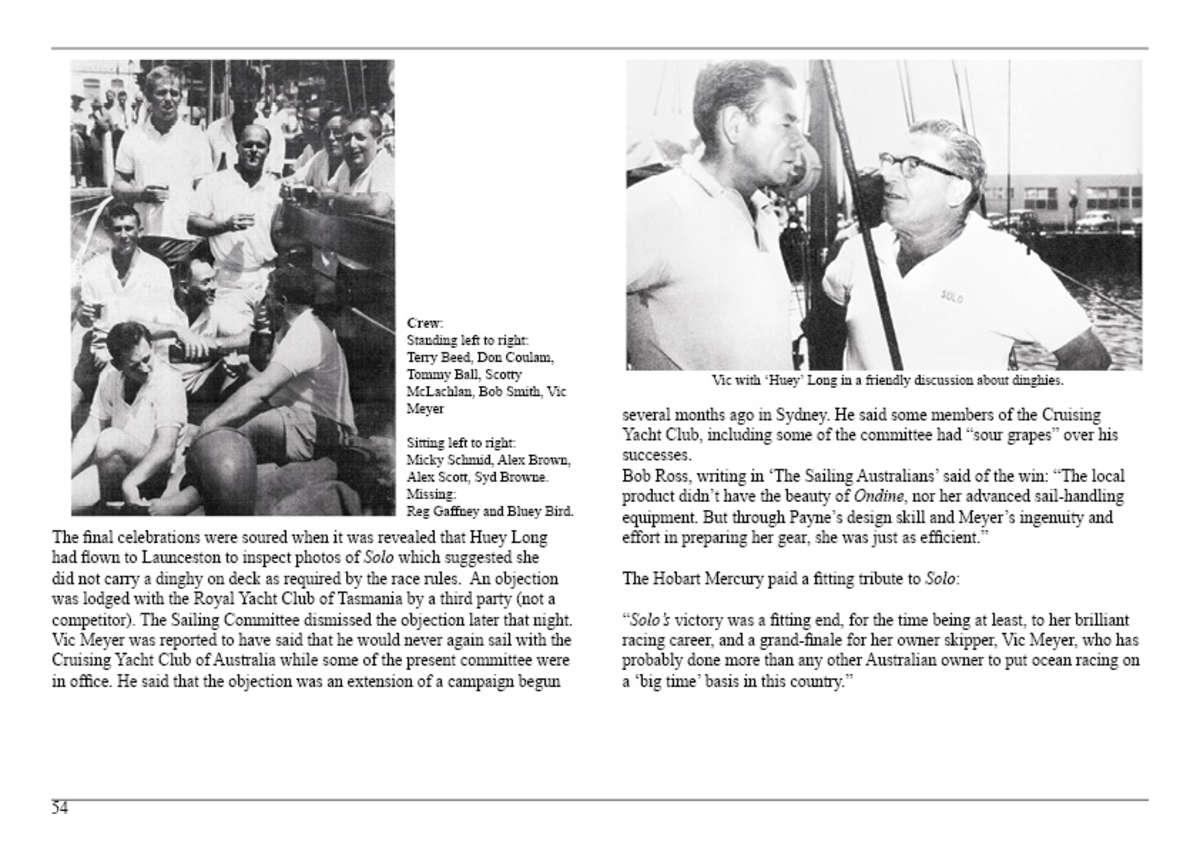 Crew:
Standing left to right:
Terry Beed, Don Coulam,
Tommy Ball, Scotty
McLachlan, Bob Smith, Vic
Meyer
Sitting left to right:
Micky Schmid, Alex Brown,
Alex Scott, Syd Browne.
Missing:
Reg Gaffney and Bluey Bird.
The final celebrations were soured when it was revealed that Huey Long
had flown to Launceston to inspect photos of Solo which suggested she
did not carry a dinghy on deck as required by the race rules.  An objection
was lodged with the Royal Yacht Club of Tasmania by a third party (not a
competitor). The Sailing Committee dismissed the objection later that night.
Vic Meyer was reported to have said that he would never again sail with the
Cruising Yacht Club of Australia while some of the present committee were
in office. He said that the objection was an extension of a campaign begun
SOLO
Vic with ‘Huey’ Long in a friendly discussion about dinghies.
several months ago in Sydney. He said some members of the Cruising
Yacht Club, including some of the committee had “sour grapes” over his
successes.
Bob Ross, writing in ‘The Sailing Australians’ said of the win: “The local
product didn’t have the beauty of Ondine, nor her advanced sail-handling
equipment. But through Payne’s design skill and Meyer’s ingenuity and
effort in preparing her gear, she was just as efficient.”
The Hobart Mercury paid a fitting tribute to Solo:
“Solo’s victory was a fitting end, for the time being at least, to her brilliant
racing career, and a grand-finale for her owner skipper, Vic Meyer, who has
probably done more than any other Australian owner to put ocean racing on
a ‘big time’ basis in this country.”
54